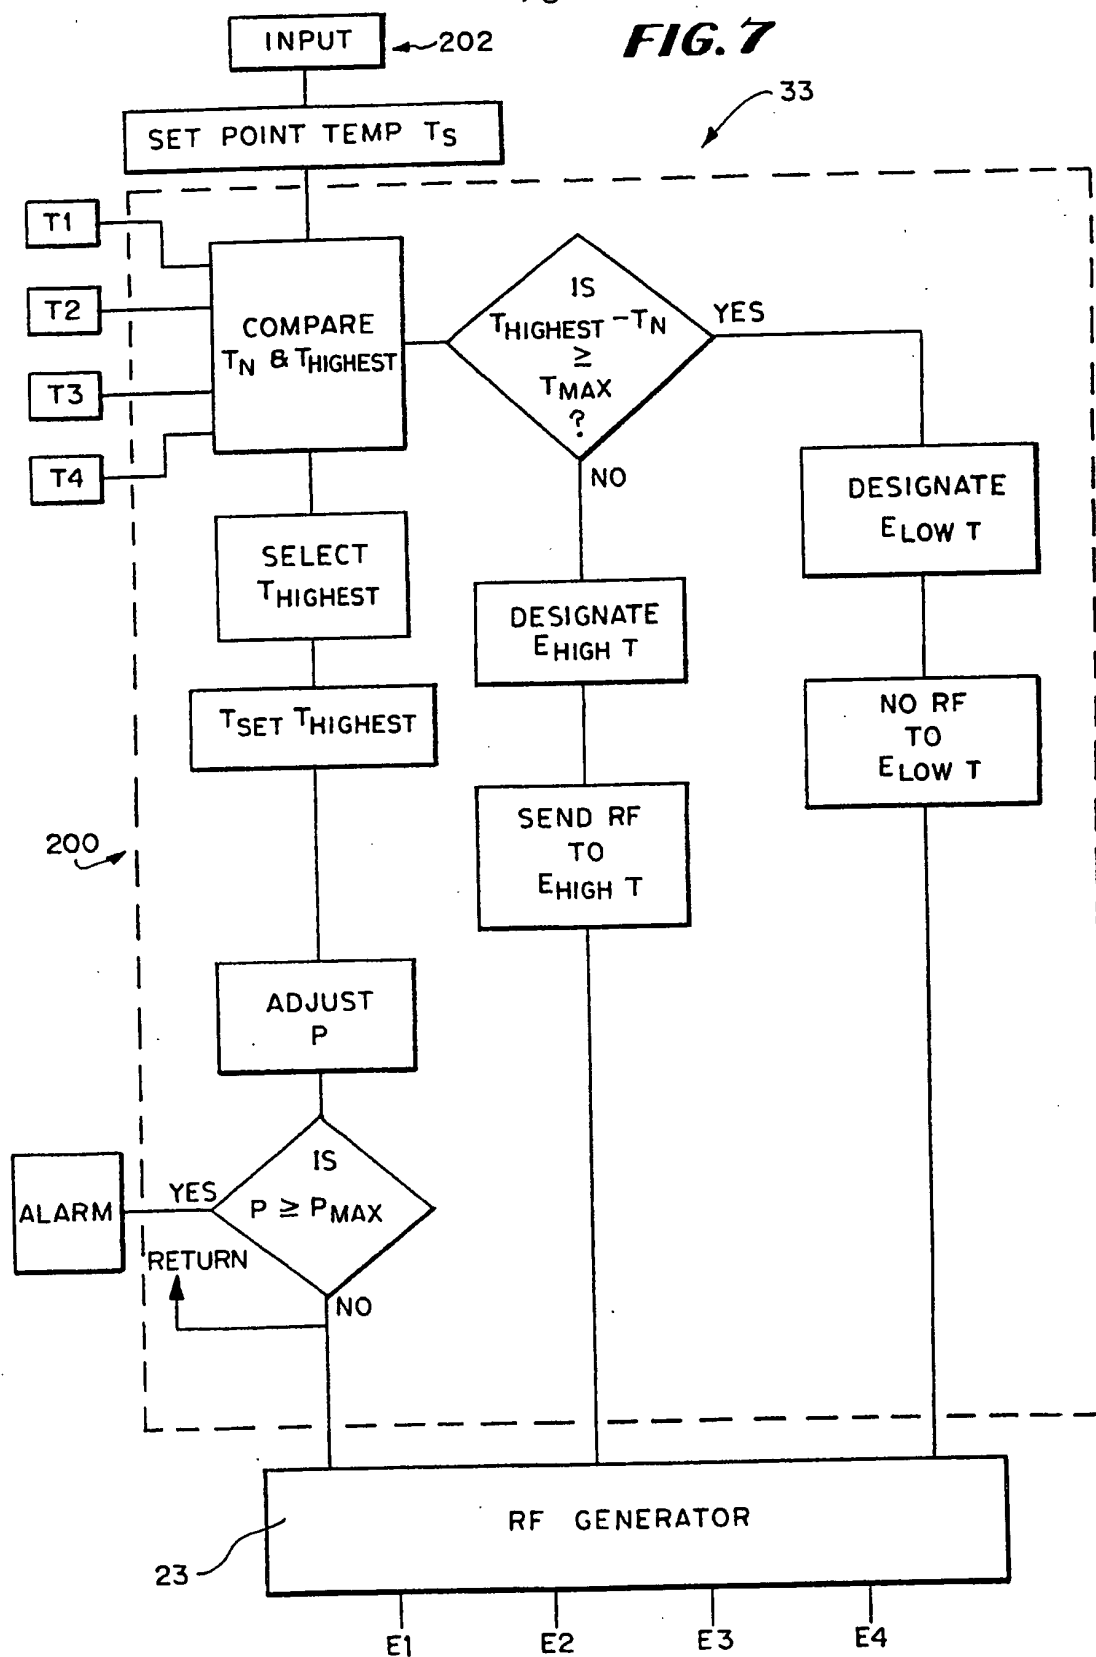 FIG. 7
INPUT
202
33
SET POINT TEMP TS
T1
T2
T3
T4
COMPARE
TN & THIGHEST
IS
THIGHEST - TN
≥
TMAX
?
YES
NO
SELECT
THIGHEST
DESIGNATE
EHIGH T
DESIGNATE
ELOW T
TSET THIGHEST
SEND RF
TO
EHIGH T
NO RF
TO
ELOW T
200
ADJUST
P
IS
P ≥ PMAX
YES
ALARM
RETURN
NO
RF GENERATOR
23
E1
E2
E3
E4